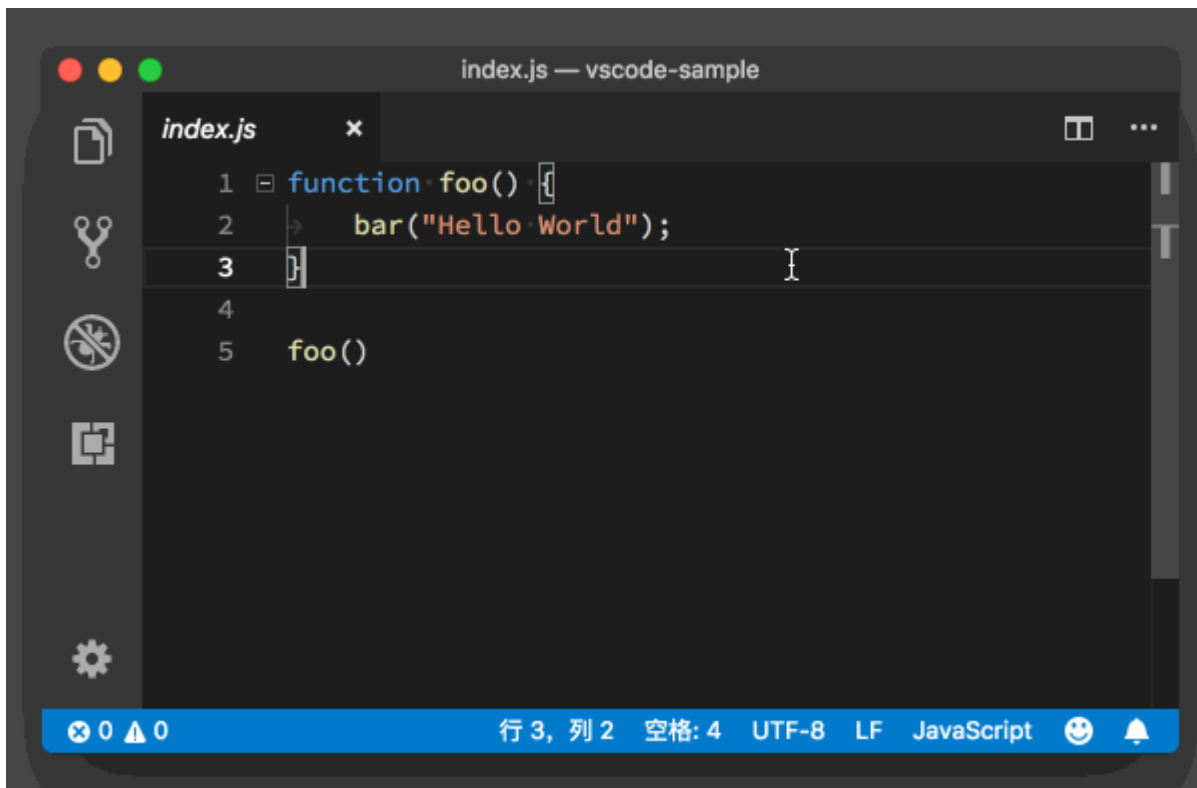 index.js — vscode-sample
index.js
1 function foo() {
2 bar("Hello World");
3 }
4
5 foo()
0 0 行 3，列 2 空格: 4 UTF-8 LF JavaScript